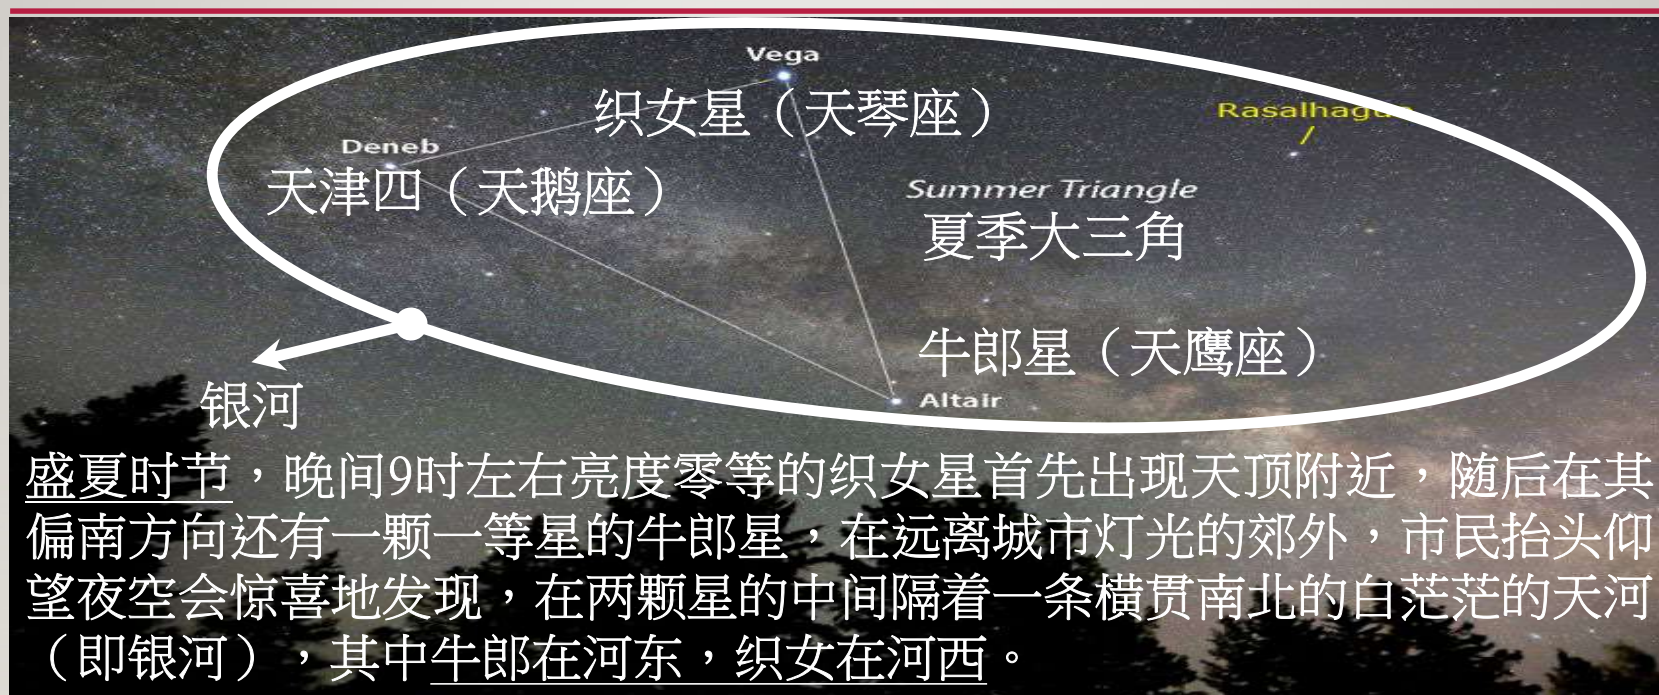 Vega
织女星（天琴座）
Rasalhague
Deneb
天津四（天鹅座）
Summer Triangle
夏季大三角
牛郎星（天鹰座）
Altair
银河
盛夏时节，晚间9时左右亮度零等的织女星首先出现天顶附近，随后在其
偏南方向还有一颗一等星的牛郎星，在远离城市灯光的郊外，市民抬头仰
望夜空会惊喜地发现，在两颗星的中间隔着一条横贯南北的白茫茫的天河
（即银河），其中牛郎在河东，织女在河西。